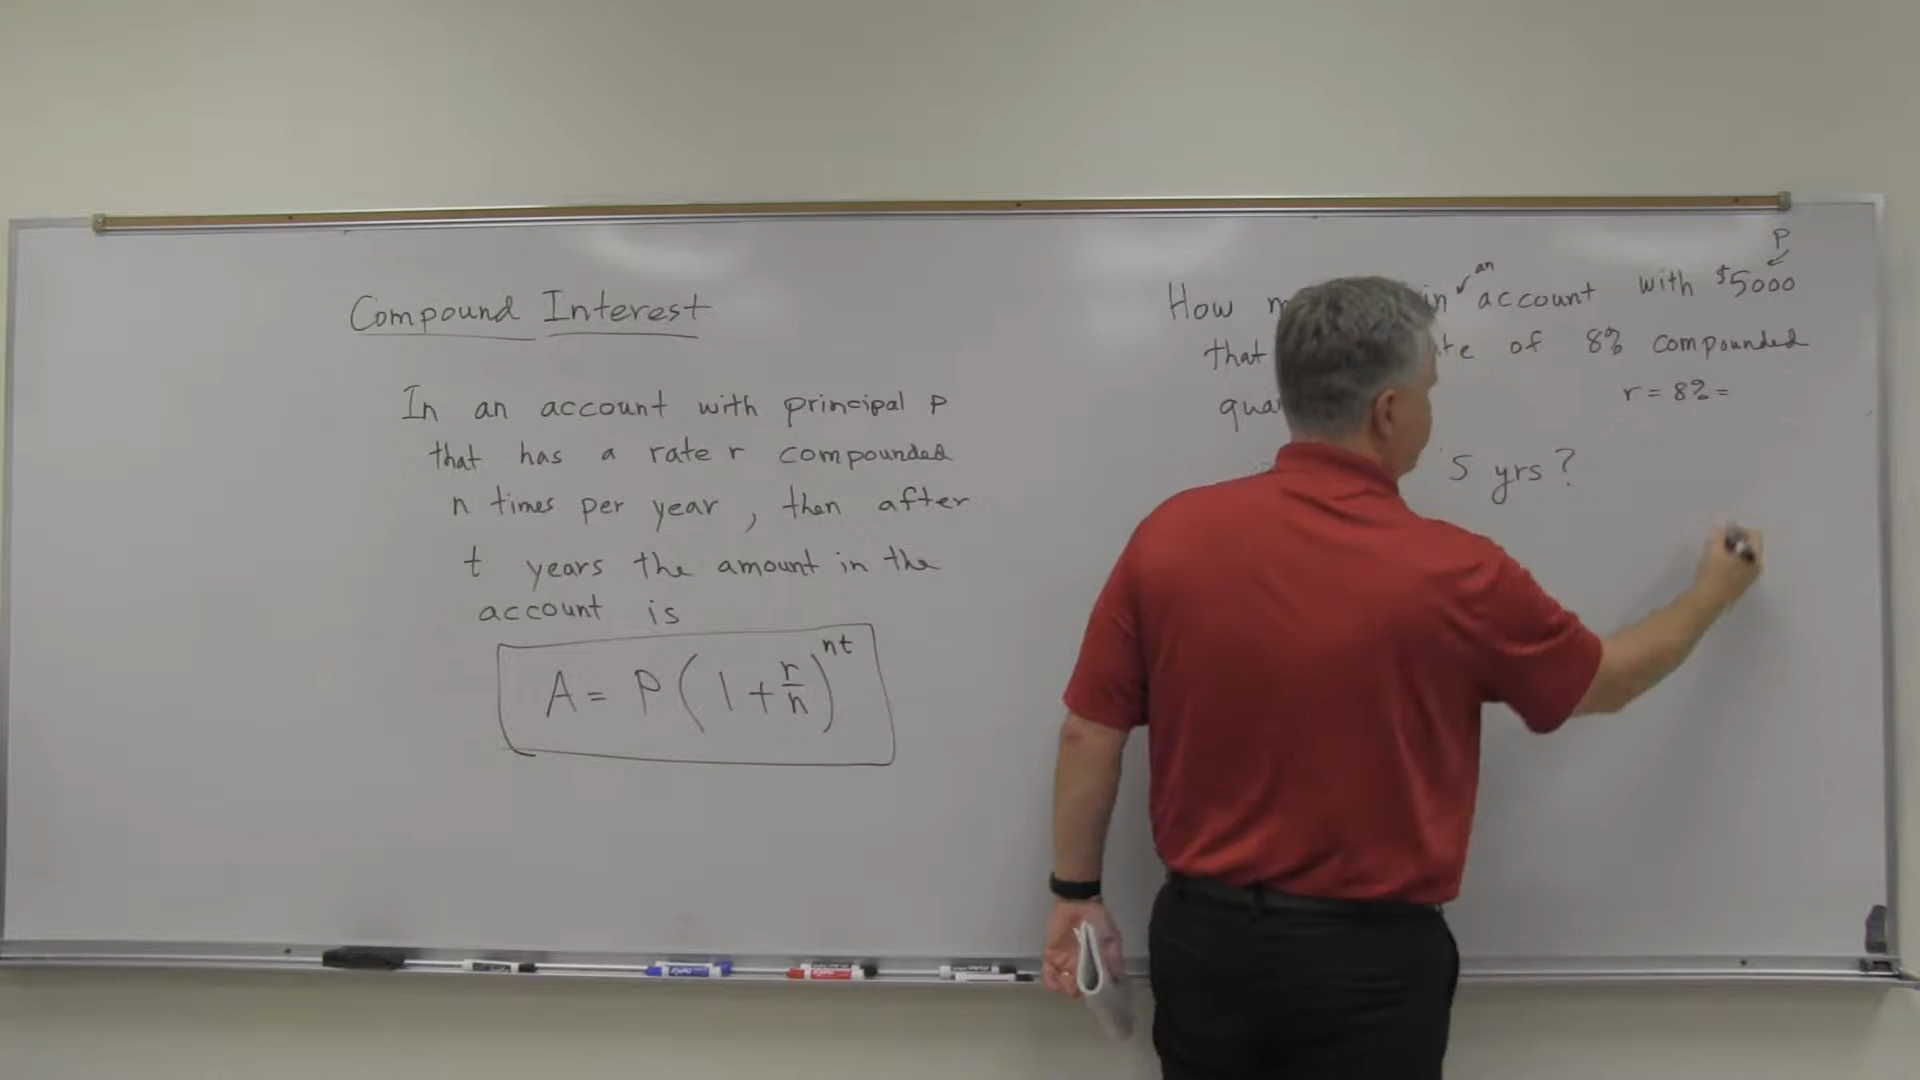 Compound Interest
In an account with principal P
that has a rate r compounded
n times per year, then after
t years the amount in the
account is
A = P(1 + r/n)^nt
P
an
How in account with $5000
that of 8% compounded
r = 8% =
5 yrs?